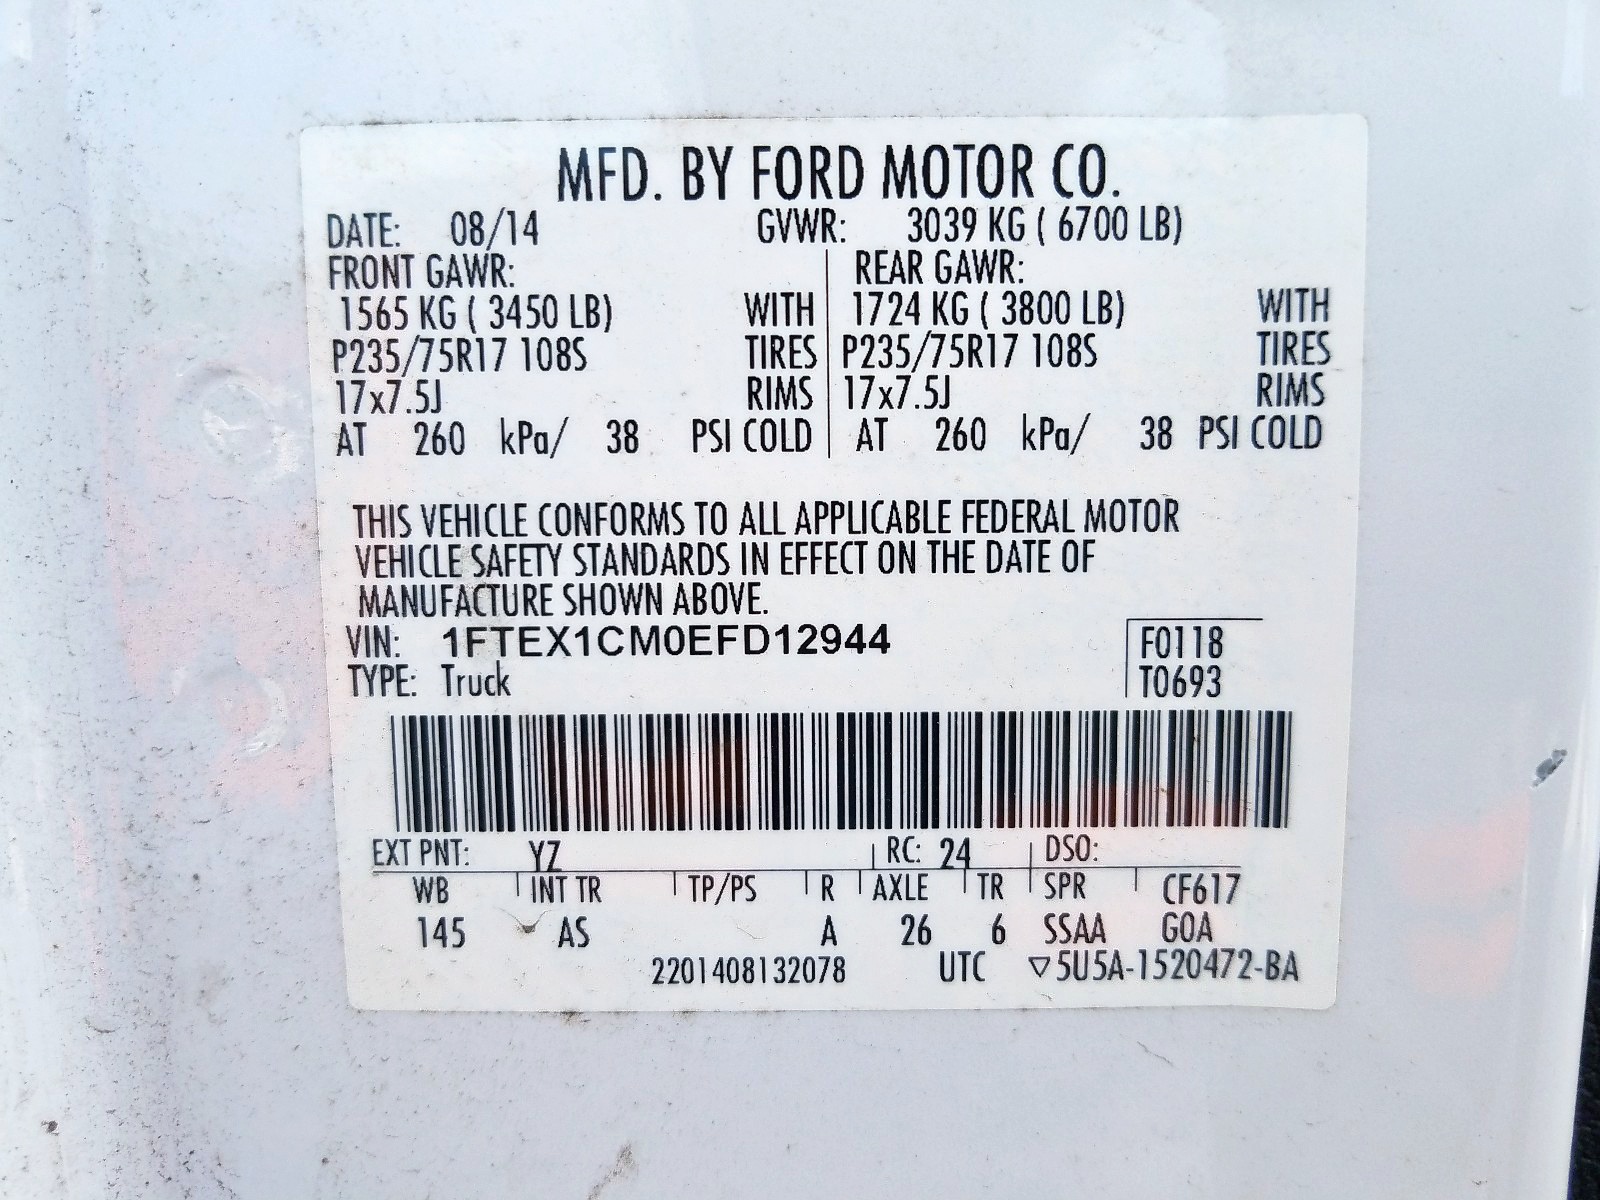 MFD. BY FORD MOTOR CO.
DATE: 08/14 GVWR: 3039 KG ( 6700 LB)
FRONT GAWR: REAR GAWR:
1565 KG ( 3450 LB) WITH 1724 KG ( 3800 LB) WITH
P235/75R17 108S TIRES P235/75R17 108S TIRES
17x7.5J RIMS 17x7.5J RIMS
AT 260 kPa/ 38 PSI COLD AT 260 kPa/ 38 PSI COLD
THIS VEHICLE CONFORMS TO ALL APPLICABLE FEDERAL MOTOR
VEHICLE SAFETY STANDARDS IN EFFECT ON THE DATE OF
MANUFACTURE SHOWN ABOVE.
VIN: 1FTEX1CM0EFD12944 F0118
TYPE: Truck T0693
EXT PNT: YZ RC: 24 DSO:
WB INT TR TP/PS R AXLE TR SPR CF617
145 AS A 26 6 SSAA GOA
2201408132078 UTC ▽5U5A-1520472-BA